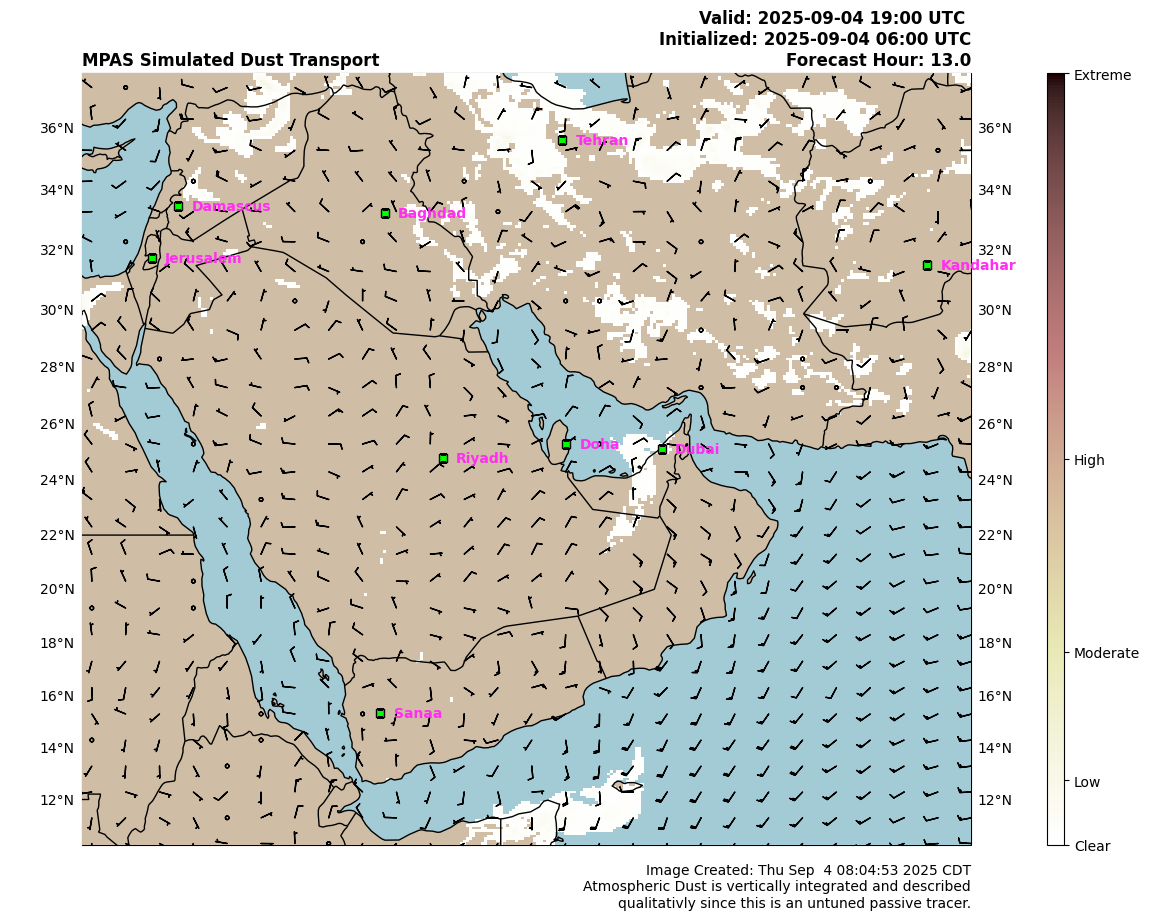 Valid: 2025-09-04 19:00 UTC
Initialized: 2025-09-04 06:00 UTC
MPAS Simulated Dust Transport Forecast Hour: 13.0
Extreme
36°N 36°N
Tehran
34°N 34°N
Damascus
Baghdad
32°N 32°N
Jerusalem
Kandahar
30°N 30°N
28°N 28°N
26°N 26°N
Doha
Dubai
Riyadh
High
24°N 24°N
22°N 22°N
20°N 20°N
18°N 18°N
Moderate
16°N 16°N
Sanaa
14°N 14°N
Low
12°N 12°N
Clear
Image Created: Thu Sep  4 08:04:53 2025 CDT
Atmospheric Dust is vertically integrated and described
qualitativly since this is an untuned passive tracer.